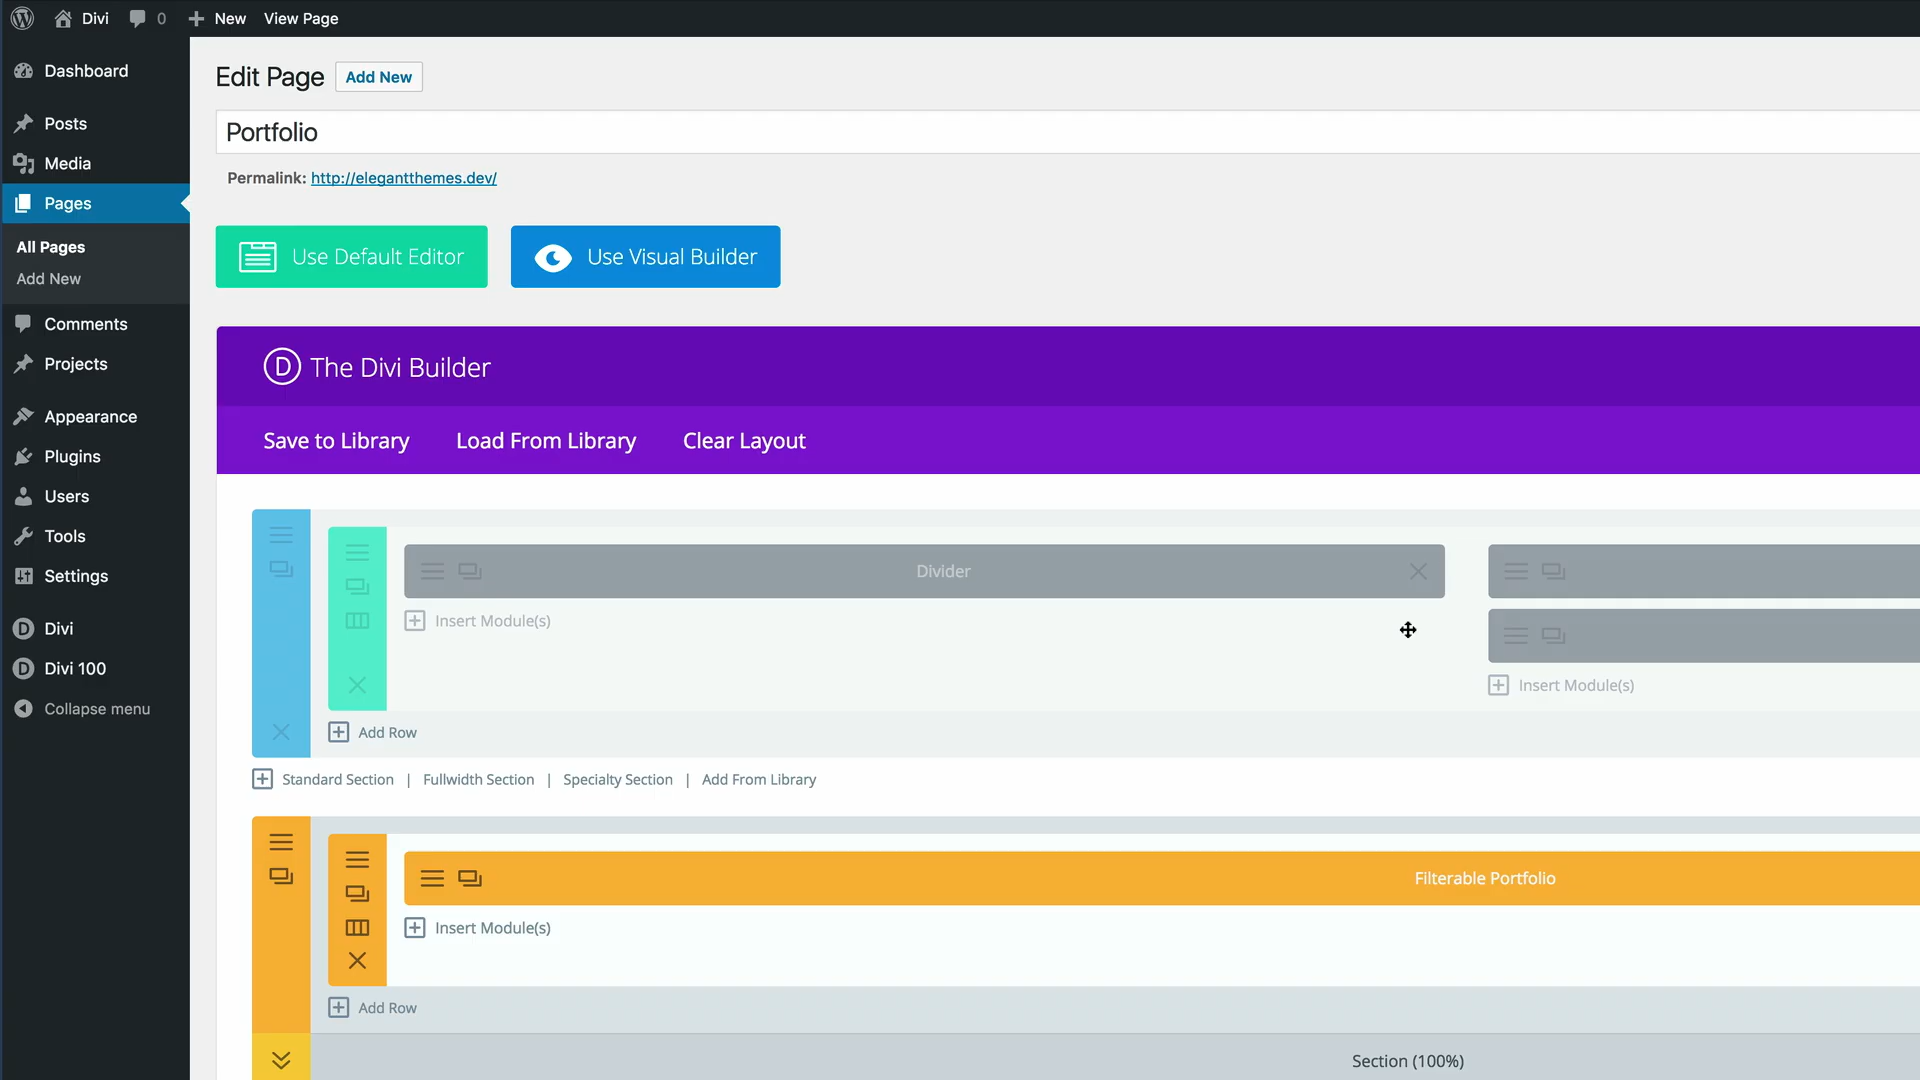 Divi 0 New View Page
Dashboard
Posts
Media
Pages
All Pages
Add New
Comments
Projects
Appearance
Plugins
Users
Tools
Settings
D Divi
D Divi 100
Collapse menu
Edit Page Add New
Portfolio
Permalink: http://elegantthemes.dev/
Use Default Editor Use Visual Builder
D The Divi Builder
Save to Library Load From Library Clear Layout
Divider
Insert Module(s)
Insert Module(s)
Add Row
Standard Section | Fullwidth Section | Specialty Section | Add From Library
Filterable Portfolio
Insert Module(s)
Add Row
Section (100%)